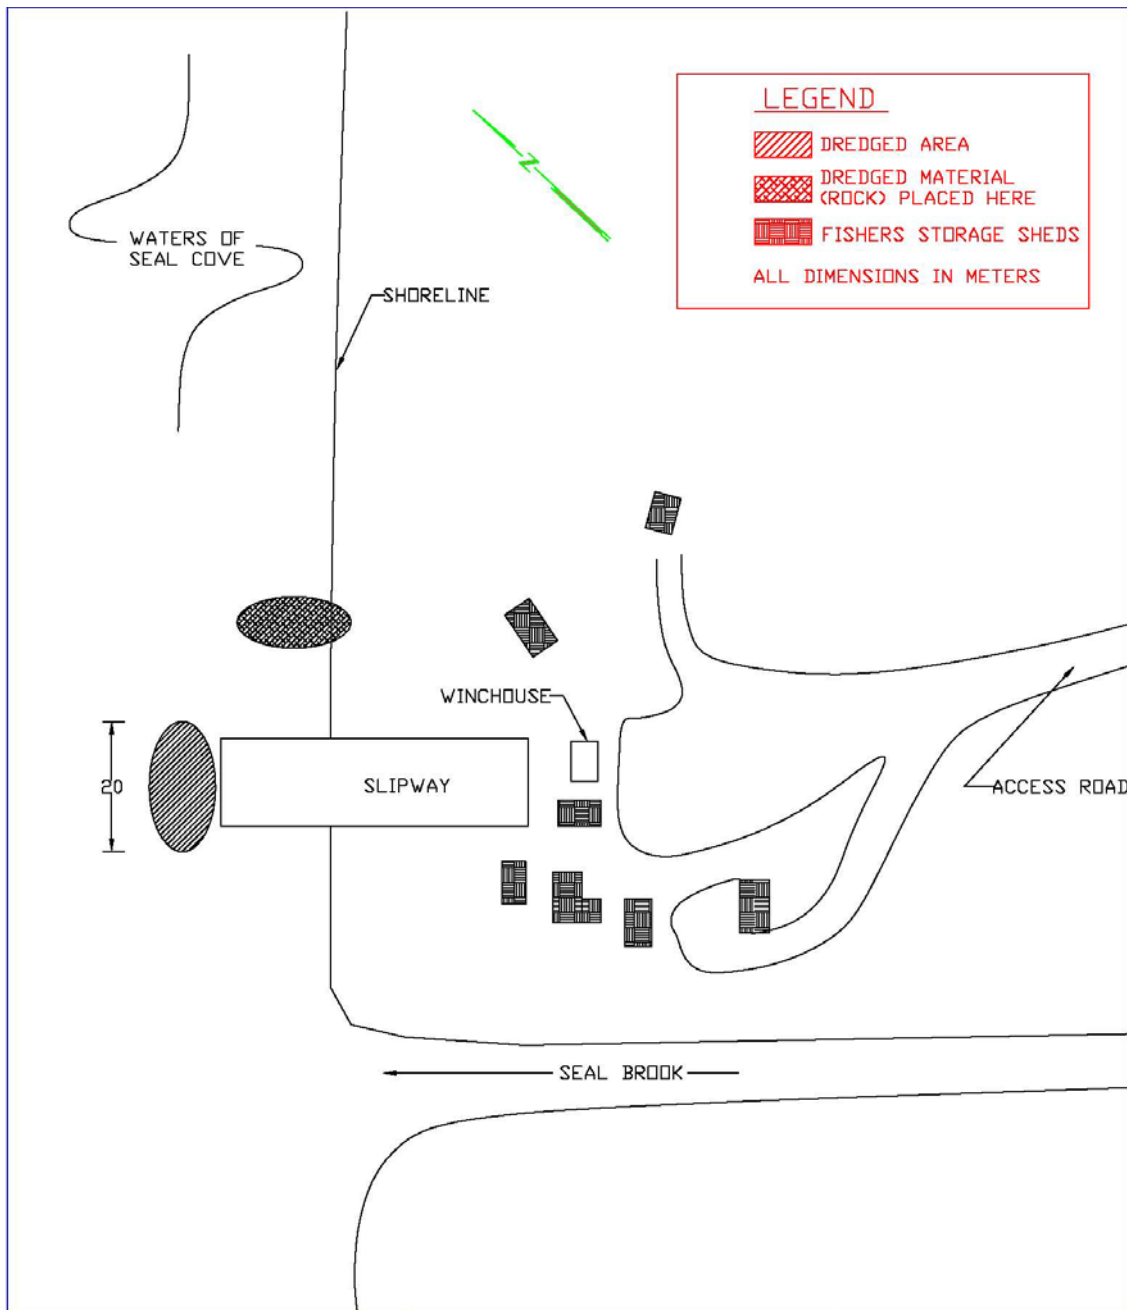 LEGEND
DREDGED AREA
DREDGED MATERIAL
(ROCK) PLACED HERE
FISHERS STORAGE SHEDS
ALL DIMENSIONS IN METERS
N
WATERS OF
SEAL COVE
SHORELINE
WINCHOUSE
20
SLIPWAY
ACCESS ROAD
SEAL BROOK